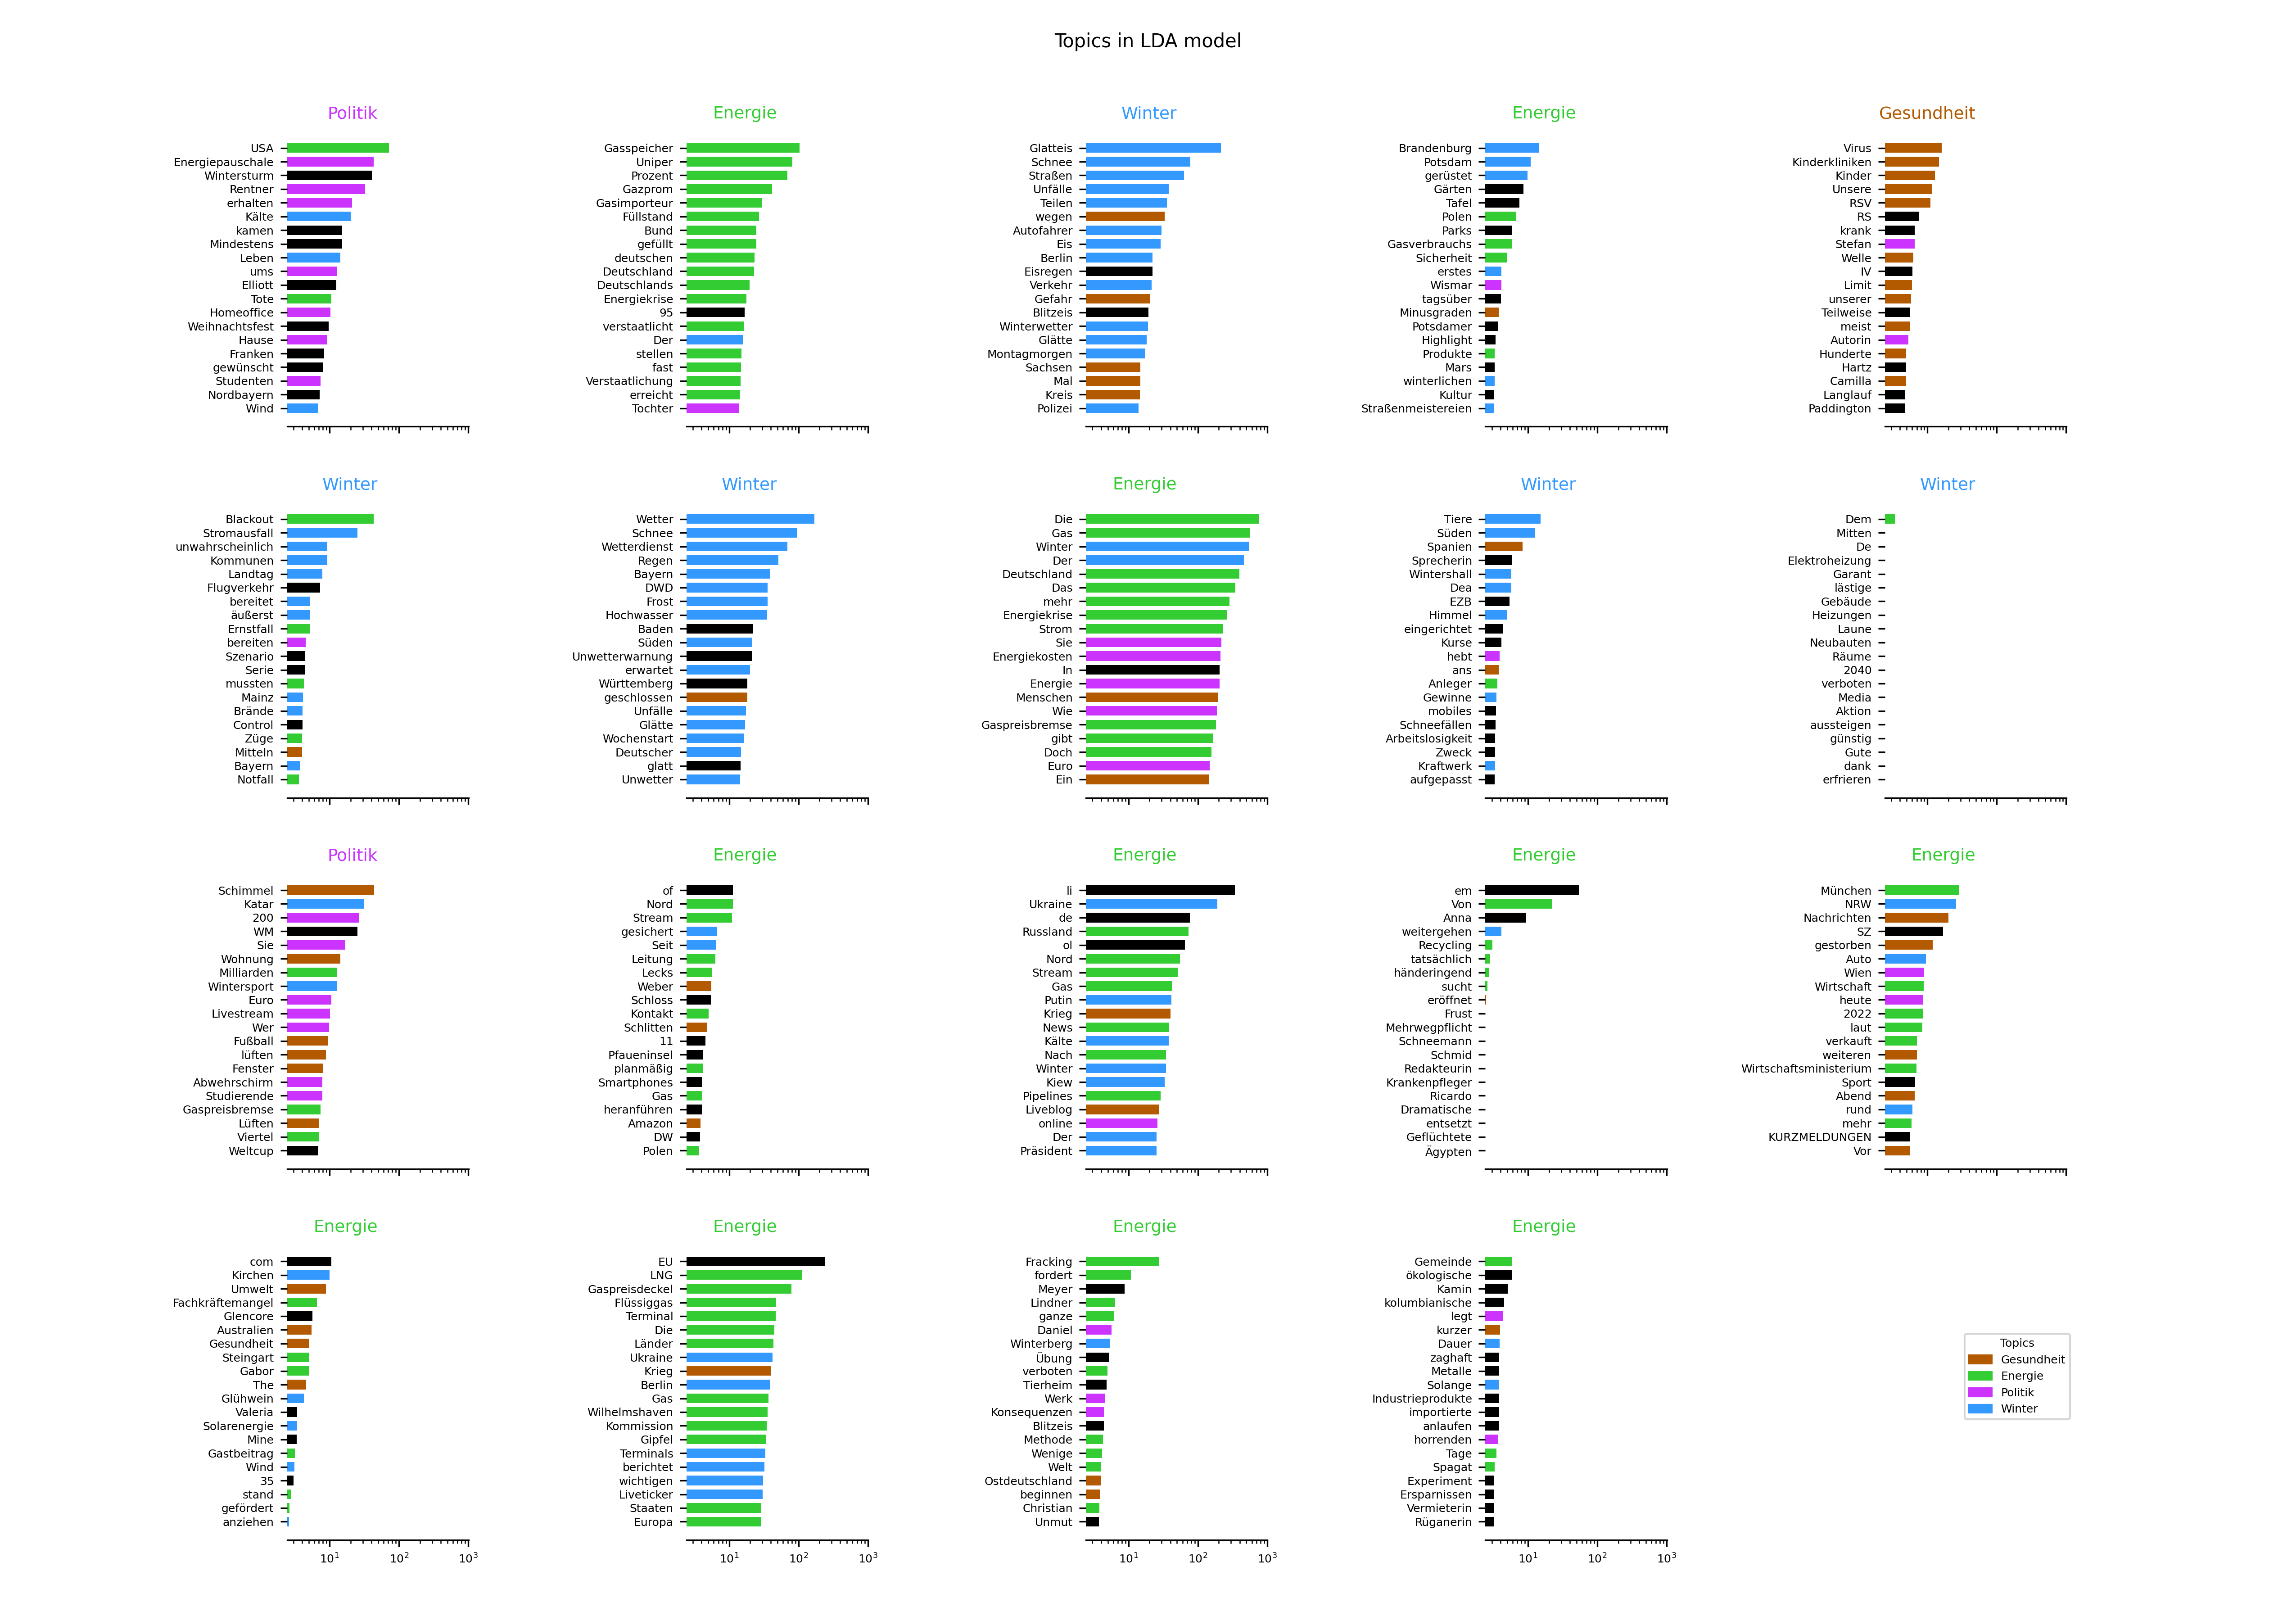 Topics in LDA model
Politik
USA
Energiepauschale
Wintersturm
Rentner
erhalten
Kälte
kamen
Mindestens
Leben
ums
Elliott
Tote
Homeoffice
Weihnachtsfest
Hause
Franken
gewünscht
Studenten
Nordbayern
Wind
Energie
Gasspeicher
Uniper
Prozent
Gazprom
Gasimporteur
Füllstand
Bund
gefüllt
deutschen
Deutschland
Deutschlands
Energiekrise
95
verstaatlicht
Der
stellen
fast
Verstaatlichung
erreicht
Tochter
Winter
Glatteis
Schnee
Straßen
Unfälle
Teilen
wegen
Autofahrer
Eis
Berlin
Eisregen
Verkehr
Gefahr
Blitzeis
Winterwetter
Glätte
Montagmorgen
Sachsen
Mal
Kreis
Polizei
Energie
Brandenburg
Potsdam
gerüstet
Gärten
Tafel
Polen
Parks
Gasverbrauchs
Sicherheit
erstes
Wismar
tagsüber
Minusgraden
Potsdamer
Highlight
Produkte
Mars
winterlichen
Kultur
Straßenmeistereien
Gesundheit
Virus
Kinderkliniken
Kinder
Unsere
RSV
RS
krank
Stefan
Welle
IV
Limit
unserer
Teilweise
meist
Autorin
Hunderte
Hartz
Camilla
Langlauf
Paddington
Winter
Blackout
Stromausfall
unwahrscheinlich
Kommunen
Landtag
Flugverkehr
bereitet
äußerst
Ernstfall
bereiten
Szenario
Serie
mussten
Mainz
Brände
Control
Züge
Mitteln
Bayern
Notfall
Winter
Wetter
Schnee
Wetterdienst
Regen
Bayern
DWD
Frost
Hochwasser
Baden
Süden
Unwetterwarnung
erwartet
Württemberg
geschlossen
Unfälle
Glätte
Wochenstart
Deutscher
glatt
Unwetter
Energie
Die
Gas
Winter
Der
Deutschland
Das
mehr
Energiekrise
Strom
Sie
Energiekosten
In
Energie
Menschen
Wie
Gaspreisbremse
gibt
Doch
Euro
Ein
Winter
Tiere
Süden
Spanien
Sprecherin
Wintershall
Dea
EZB
Himmel
eingerichtet
Kurse
hebt
ans
Anleger
Gewinne
mobiles
Schneefällen
Arbeitslosigkeit
Zweck
Kraftwerk
aufgepasst
Winter
Dem
Mitten
De
Elektroheizung
Garant
lästige
Gebäude
Heizungen
Laune
Neubauten
Räume
2040
verboten
Media
Aktion
aussteigen
günstig
Gute
dank
erfrieren
Politik
Schimmel
Katar
200
WM
Sie
Wohnung
Milliarden
Wintersport
Euro
Livestream
Wer
Fußball
lüften
Fenster
Abwehrschirm
Studierende
Gaspreisbremse
Lüften
Viertel
Weltcup
Energie
of
Nord
Stream
gesichert
Seit
Leitung
Lecks
Weber
Schloss
Kontakt
Schlitten
11
Pfaueninsel
planmäßig
Smartphones
Gas
heranführen
Amazon
DW
Polen
Energie
li
Ukraine
de
Russland
ol
Nord
Stream
Gas
Putin
Krieg
News
Kälte
Nach
Winter
Kiew
Pipelines
Liveblog
online
Der
Präsident
Energie
em
Von
Anna
weitergehen
Recycling
tatsächlich
händeringend
sucht
eröffnet
Frust
Mehrwegpflicht
Schneemann
Schmid
Redakteurin
Krankenpfleger
Ricardo
Dramatische
entsetzt
Geflüchtete
Ägypten
Energie
München
NRW
Nachrichten
SZ
gestorben
Auto
Wien
Wirtschaft
heute
2022
laut
verkauft
weiteren
Wirtschaftsministerium
Sport
Abend
rund
mehr
KURZMELDUNGEN
Vor
Energie
com
Kirchen
Umwelt
Fachkräftemangel
Glencore
Australien
Gesundheit
Steingart
Gabor
The
Glühwein
Valeria
Solarenergie
Mine
Gastbeitrag
Wind
35
stand
gefördert
anziehen
10¹ 10² 10³
Energie
EU
LNG
Gaspreisdeckel
Flüssiggas
Terminal
Die
Länder
Ukraine
Krieg
Berlin
Gas
Wilhelmshaven
Kommission
Gipfel
Terminals
berichtet
wichtigen
Liveticker
Staaten
Europa
10¹ 10² 10³
Energie
Fracking
fordert
Meyer
Lindner
ganze
Daniel
Winterberg
Übung
verboten
Tierheim
Werk
Konsequenzen
Blitzeis
Methode
Wenige
Welt
Ostdeutschland
beginnen
Christian
Unmut
10¹ 10² 10³
Energie
Gemeinde
ökologische
Kamin
kolumbianische
legt
kurzer
Dauer
zaghaft
Metalle
Solange
Industrieprodukte
importierte
anlaufen
horrenden
Tage
Spagat
Experiment
Ersparnissen
Vermieterin
Rüganerin
10¹ 10² 10³
Topics
Gesundheit
Energie
Politik
Winter